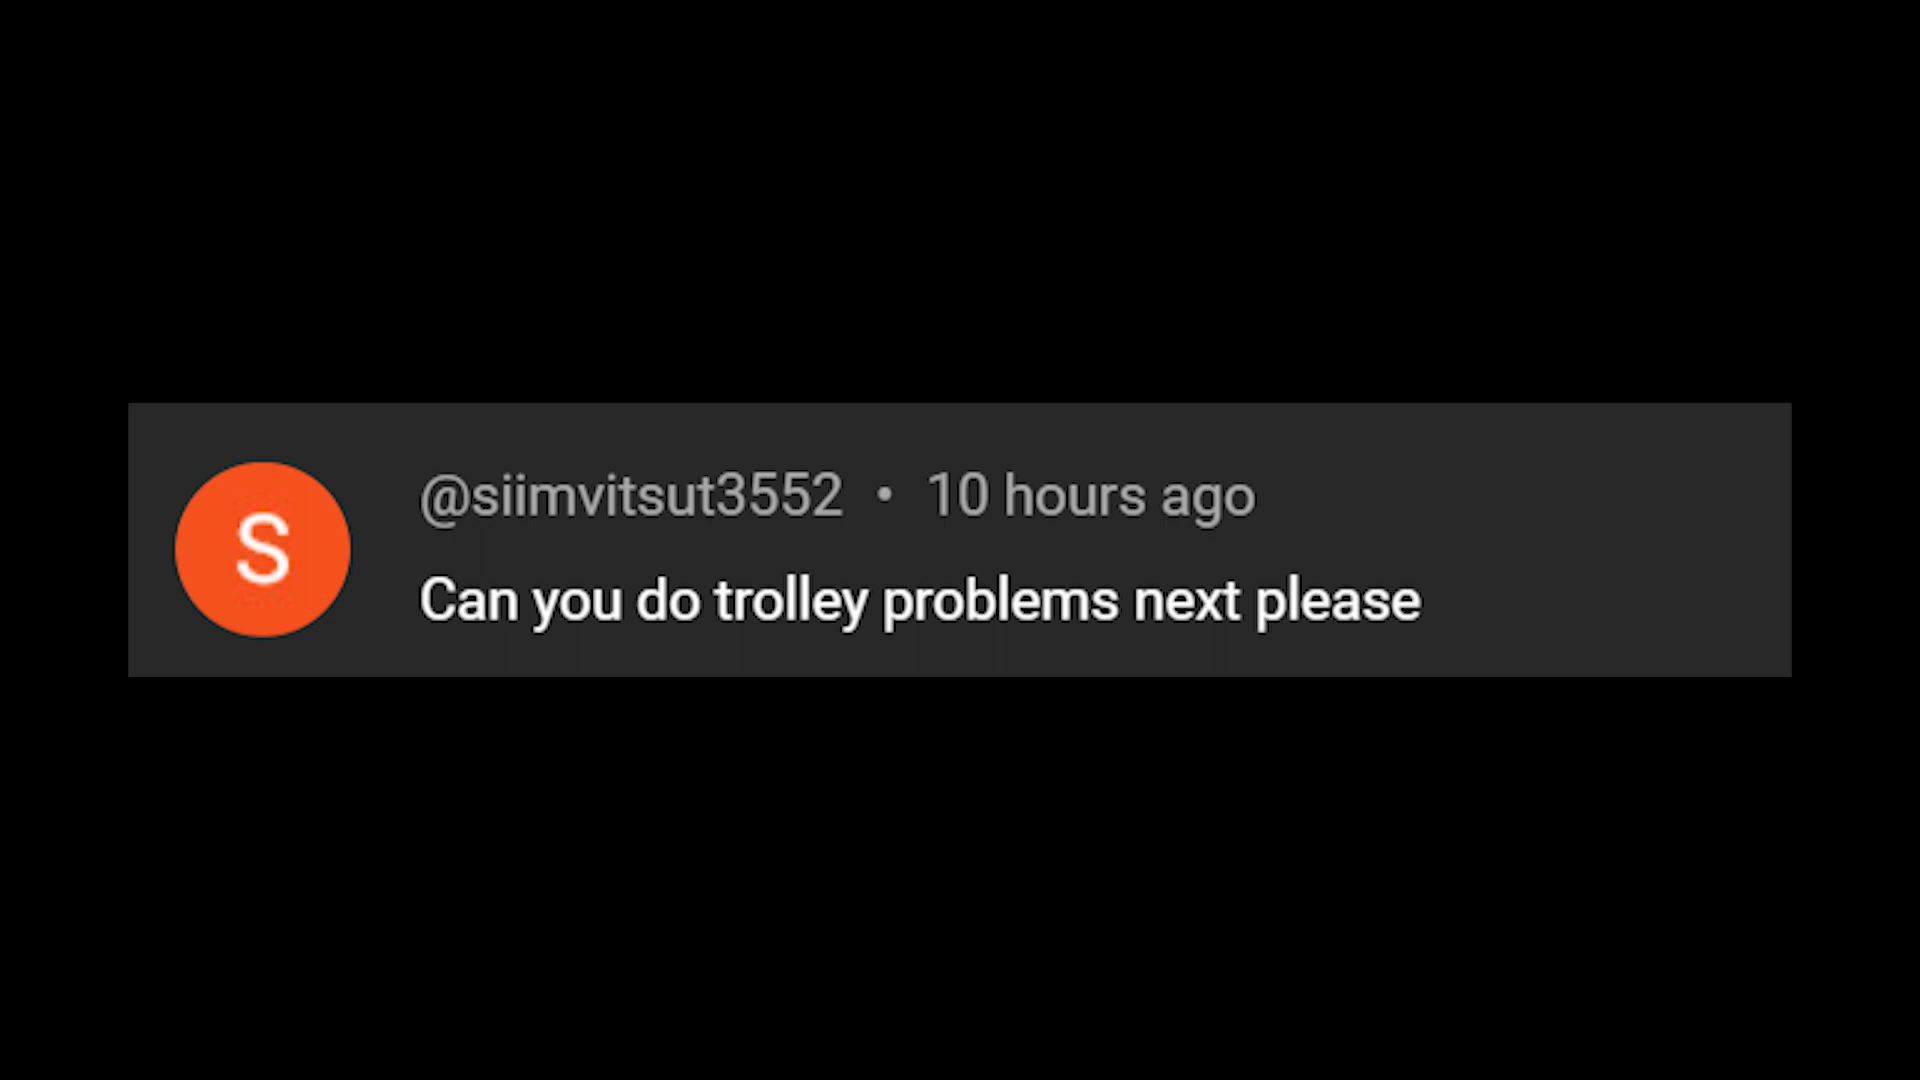 S
@siimvitsut3552 • 10 hours ago
Can you do trolley problems next please